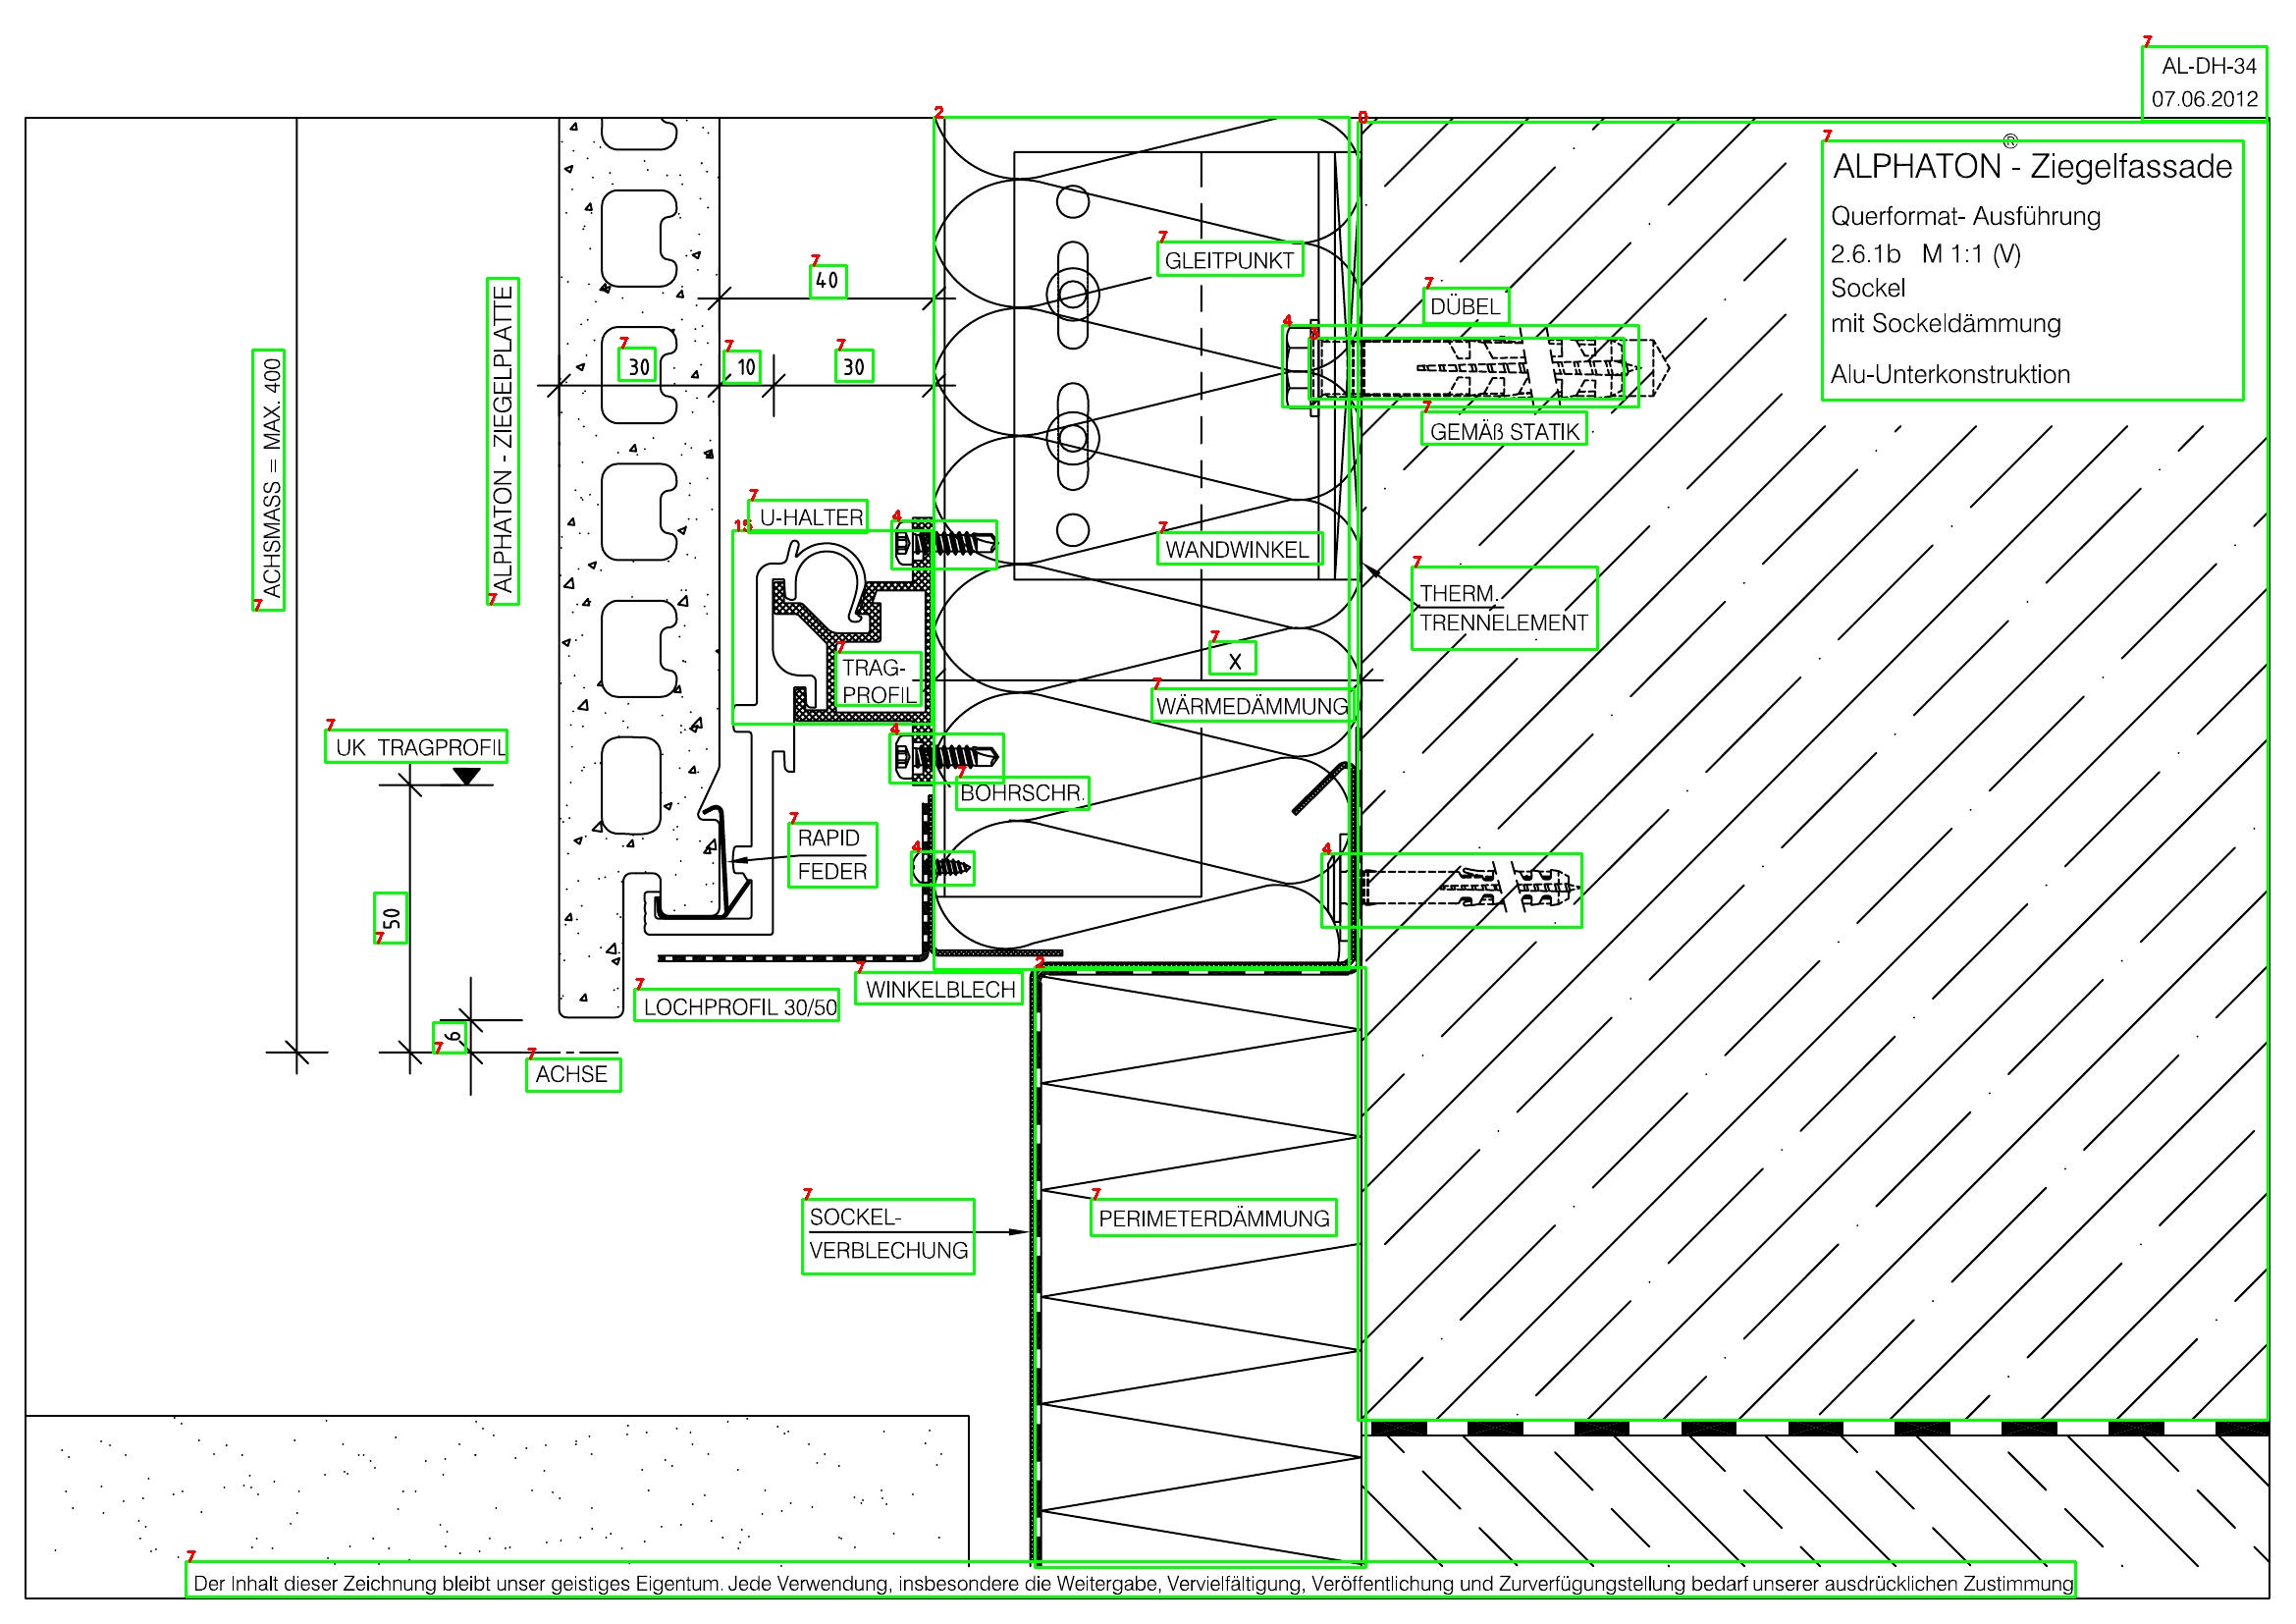 AL-DH-34
07.06.2012
ALPHATON® - Ziegelfassade
Querformat- Ausführung
2.6.1b M 1:1 (V)
Sockel
mit Sockeldämmung
Alu-Unterkonstruktion
ACHSMASS = MAX. 400
ALPHATON - ZIEGELPLATTE
40
30
10
30
GLEITPUNKT
DÜBEL
GEMÄß STATIK
U-HALTER
WANDWINKEL
THERM.
TRENNELEMENT
TRAG-
PROFIL
X
WÄRMEDÄMMUNG
UK TRAGPROFIL
BOHRSCHR.
RAPID
FEDER
50
WINKELBLECH
LOCHPROFIL 30/50
6
ACHSE
SOCKEL-
VERBLECHUNG
PERIMETERDÄMMUNG
Der Inhalt dieser Zeichnung bleibt unser geistiges Eigentum. Jede Verwendung, insbesondere die Weitergabe, Vervielfältigung, Veröffentlichung und Zurverfügungstellung bedarf unserer ausdrücklichen Zustimmung